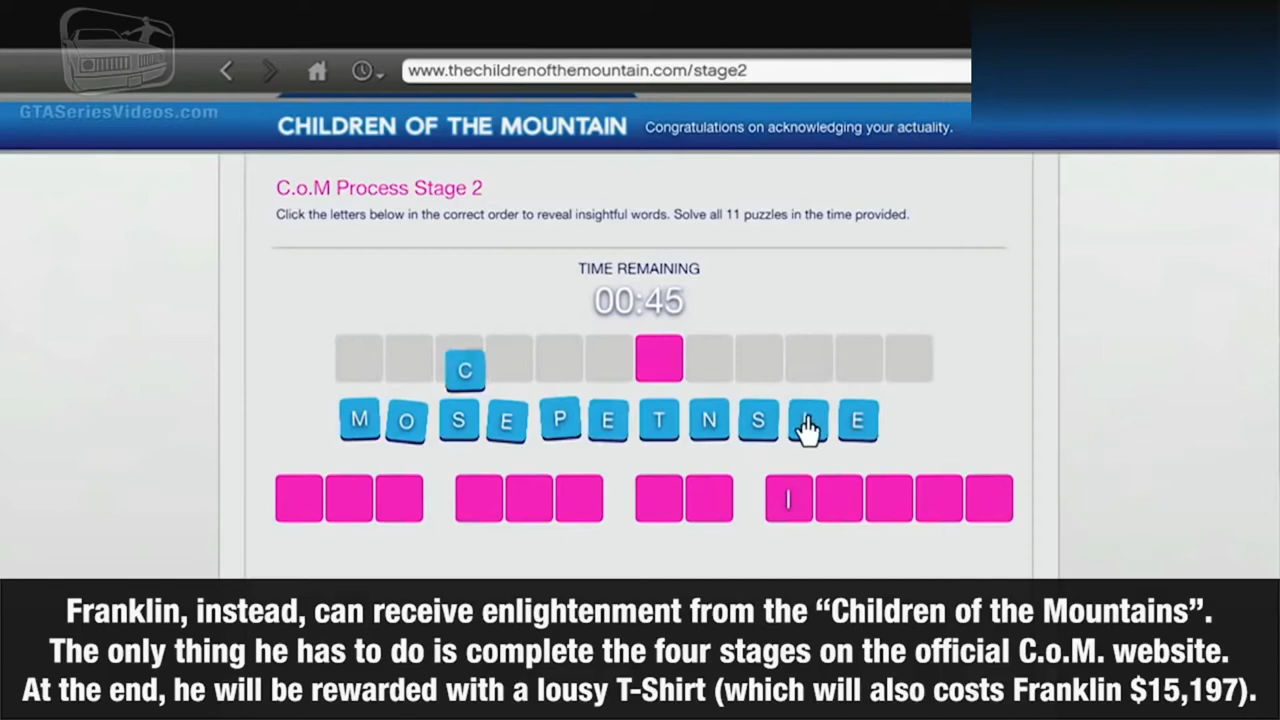 GTASeriesVideos.com
www.thechildrenofthemountain.com/stage2
CHILDREN OF THE MOUNTAIN Congratulations on acknowledging your actuality.
C.o.M Process Stage 2
Click the letters below in the correct order to reveal insightful words. Solve all 11 puzzles in the time provided.
TIME REMAINING
00:45
C
M O S E P E T N S E
I
Franklin, instead, can receive enlightenment from the “Children of the Mountains”.
The only thing he has to do is complete the four stages on the official C.o.M. website.
At the end, he will be rewarded with a lousy T-Shirt (which will also costs Franklin $15,197).